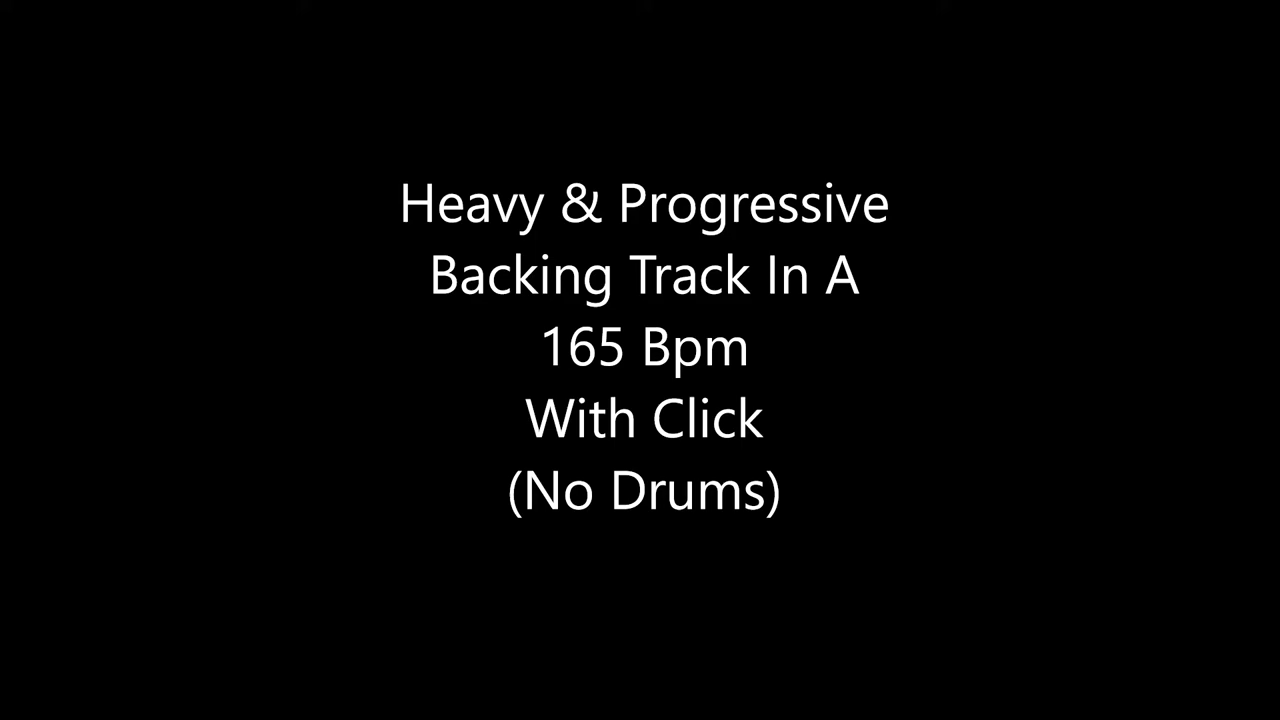 Heavy & Progressive
Backing Track In A
165 Bpm
With Click
(No Drums)